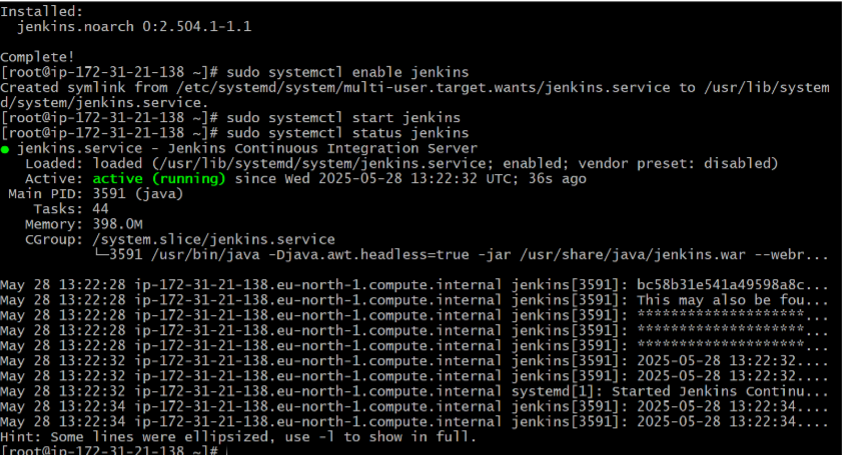 Installed:
  jenkins.noarch 0:2.504.1-1.1

Complete!
[root@ip-172-31-21-138 ~]# sudo systemctl enable jenkins
Created symlink from /etc/systemd/system/multi-user.target.wants/jenkins.service to /usr/lib/system
d/system/jenkins.service.
[root@ip-172-31-21-138 ~]# sudo systemctl start jenkins
[root@ip-172-31-21-138 ~]# sudo systemctl status jenkins
● jenkins.service - Jenkins Continuous Integration Server
   Loaded: loaded (/usr/lib/systemd/system/jenkins.service; enabled; vendor preset: disabled)
   Active: active (running) since Wed 2025-05-28 13:22:32 UTC; 36s ago
 Main PID: 3591 (java)
    Tasks: 44
   Memory: 398.0M
   CGroup: /system.slice/jenkins.service
           └─3591 /usr/bin/java -Djava.awt.headless=true -jar /usr/share/java/jenkins.war --webr...

May 28 13:22:28 ip-172-31-21-138.eu-north-1.compute.internal jenkins[3591]: bc58b31e541a49598a8c...
May 28 13:22:28 ip-172-31-21-138.eu-north-1.compute.internal jenkins[3591]: This may also be fou...
May 28 13:22:28 ip-172-31-21-138.eu-north-1.compute.internal jenkins[3591]: ********************...
May 28 13:22:28 ip-172-31-21-138.eu-north-1.compute.internal jenkins[3591]: ********************...
May 28 13:22:28 ip-172-31-21-138.eu-north-1.compute.internal jenkins[3591]: ********************...
May 28 13:22:32 ip-172-31-21-138.eu-north-1.compute.internal jenkins[3591]: 2025-05-28 13:22:32....
May 28 13:22:32 ip-172-31-21-138.eu-north-1.compute.internal jenkins[3591]: 2025-05-28 13:22:32....
May 28 13:22:32 ip-172-31-21-138.eu-north-1.compute.internal systemd[1]: Started Jenkins Continu...
May 28 13:22:34 ip-172-31-21-138.eu-north-1.compute.internal jenkins[3591]: 2025-05-28 13:22:34....
May 28 13:22:34 ip-172-31-21-138.eu-north-1.compute.internal jenkins[3591]: 2025-05-28 13:22:34....
Hint: Some lines were ellipsized, use -l to show in full.
[root@ip-172-31-21-138 ~]#